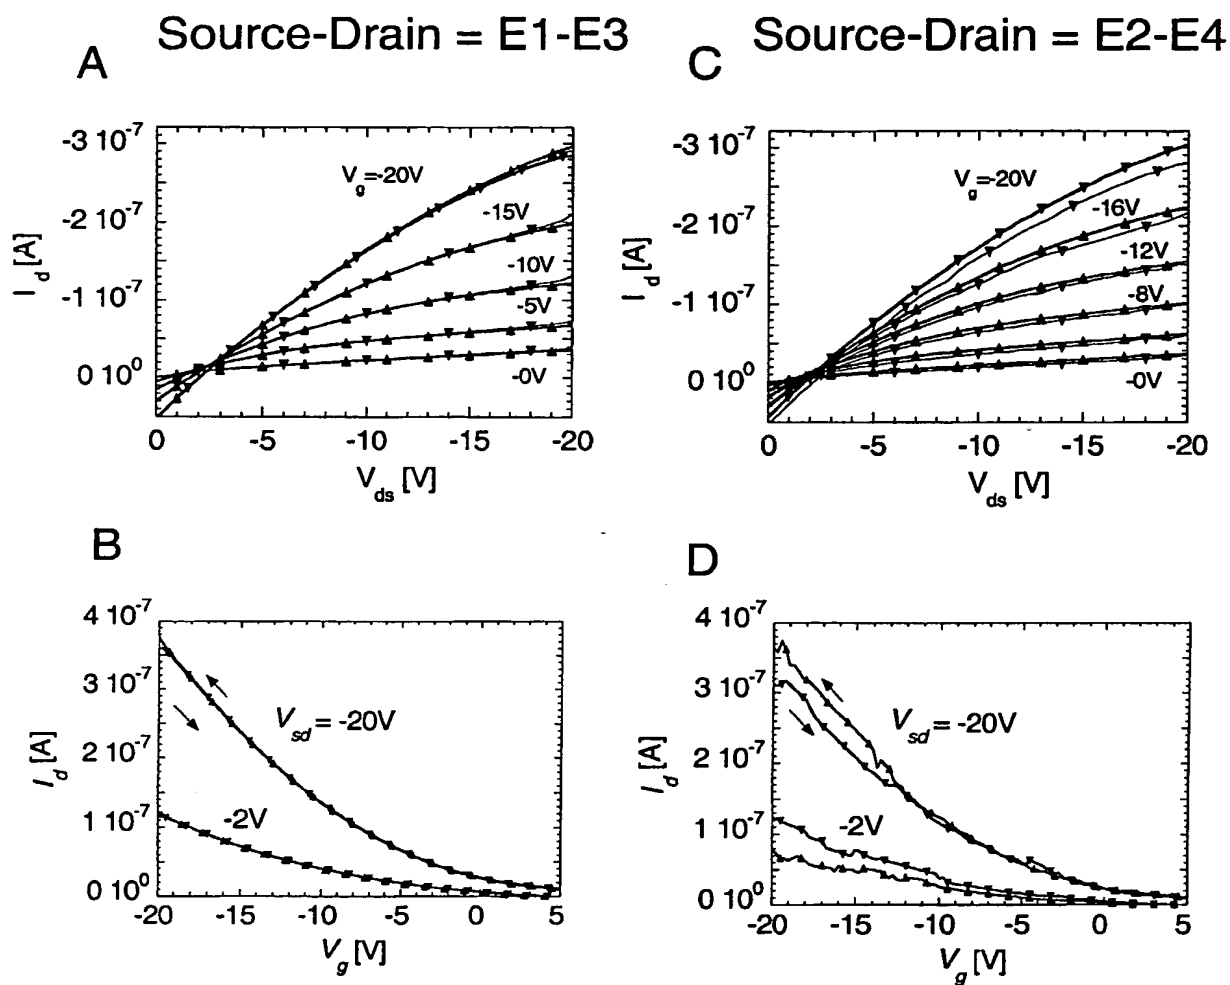 Source-Drain = E1-E3
A
-3 10-7
-2 10-7
-1 10-7
0 100
Id [A]
Vg=-20V
-15V
-10V
-5V
-0V
0 -5 -10 -15 -20
Vds [V]
Source-Drain = E2-E4
C
-3 10-7
-2 10-7
-1 10-7
0 100
Id [A]
Vg=-20V
-16V
-12V
-8V
-0V
0 -5 -10 -15 -20
Vds [V]
B
4 10-7
3 10-7
2 10-7
1 10-7
0 100
Id [A]
Vsd = -20V
-2V
-20 -15 -10 -5 0 5
Vg [V]
D
4 10-7
3 10-7
2 10-7
1 10-7
0 100
Id [A]
Vsd = -20V
-2V
-20 -15 -10 -5 0 5
Vg [V]